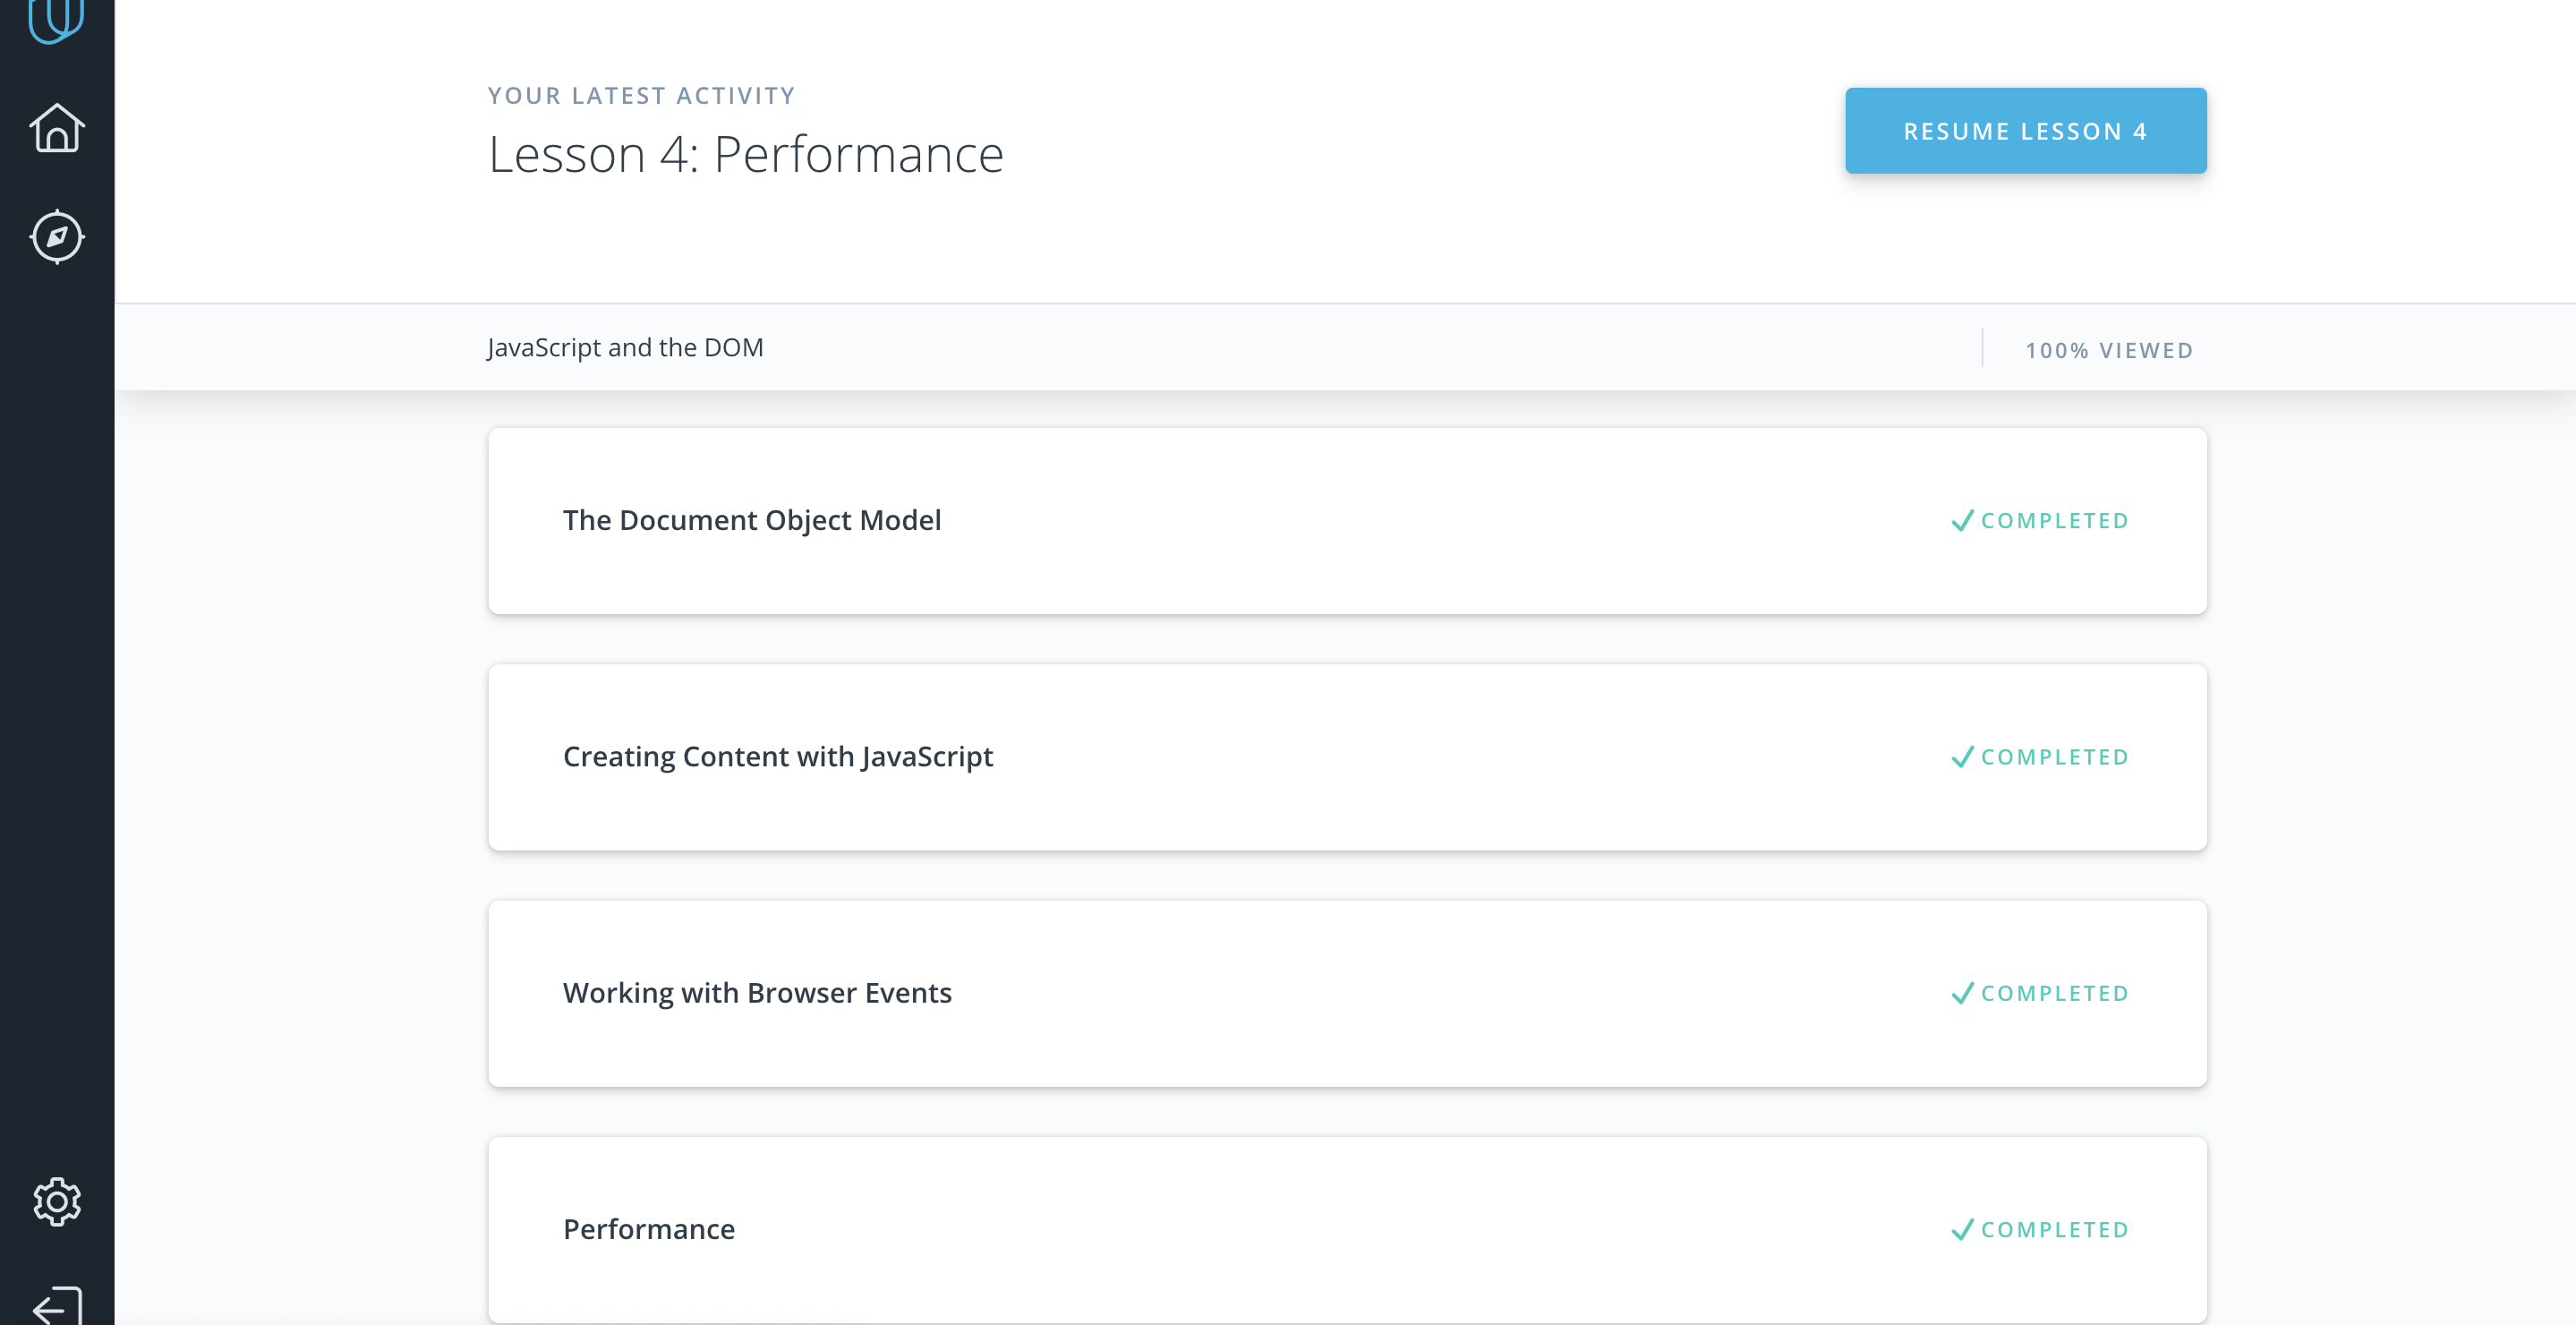 YOUR LATEST ACTIVITY
Lesson 4: Performance
RESUME LESSON 4
JavaScript and the DOM
100% VIEWED
The Document Object Model
COMPLETED
Creating Content with JavaScript
COMPLETED
Working with Browser Events
COMPLETED
Performance
COMPLETED